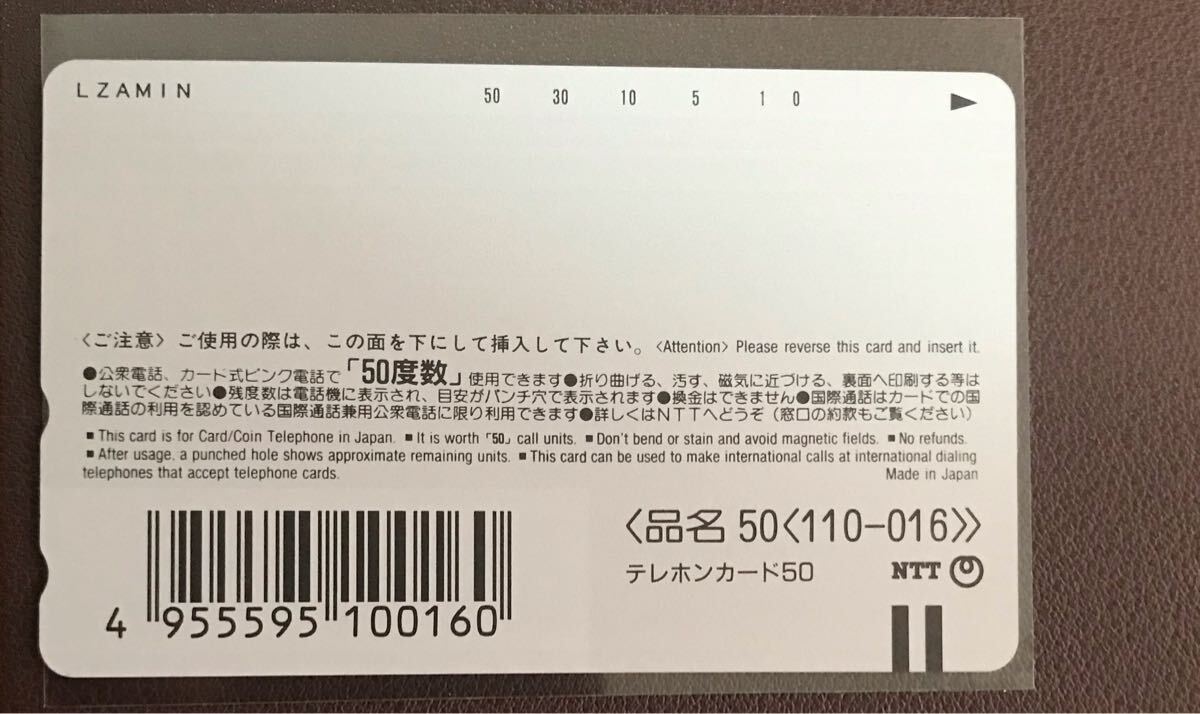 LZAMIN 50 30 10 5 1 0
〈ご注意〉ご使用の際は、この面を下にして挿入して下さい。〈Attention〉Please reverse this card and insert it.
●公衆電話、カード式ピンク電話で「50度数」使用できます●折り曲げる、汚す、磁気に近づける、裏面へ印刷する等は
しないでください●残度数は電話機に表示され、目安がパンチ穴で表示されます●換金はできません●国際通話はカードでの国
際通話の利用を認めている国際通話兼用公衆電話に限り利用できます●詳しくはNTTへどうぞ（窓口の約款もご覧ください）
■This card is for Card/Coin Telephone in Japan. ■It is worth「50」call units. ■Don't bend or stain and avoid magnetic fields. ■No refunds.
■After usage, a punched hole shows approximate remaining units. ■This card can be used to make international calls at international dialing
telephones that accept telephone cards. Made in Japan
〈品名 50〈110-016〉〉
テレホンカード50 NTT
4 955595 100160